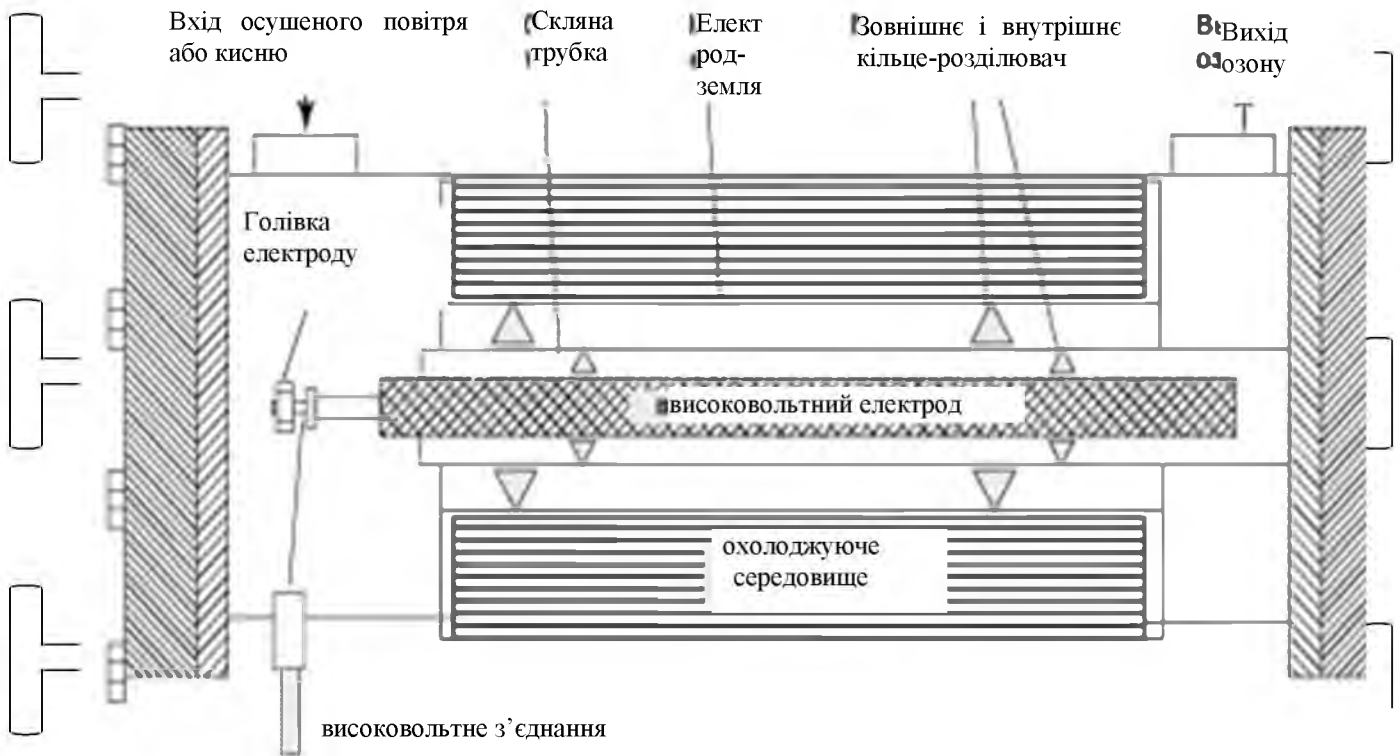 Вхід осушеного повітря
або кисню
Скляна
трубка
Елект
род-
земля
Зовнішнє і внутрішнє
кільце-розділювач
Вихід
озону
Голівка
електроду
високовольтний електрод
охолоджуюче
середовище
високовольтне з’єднання